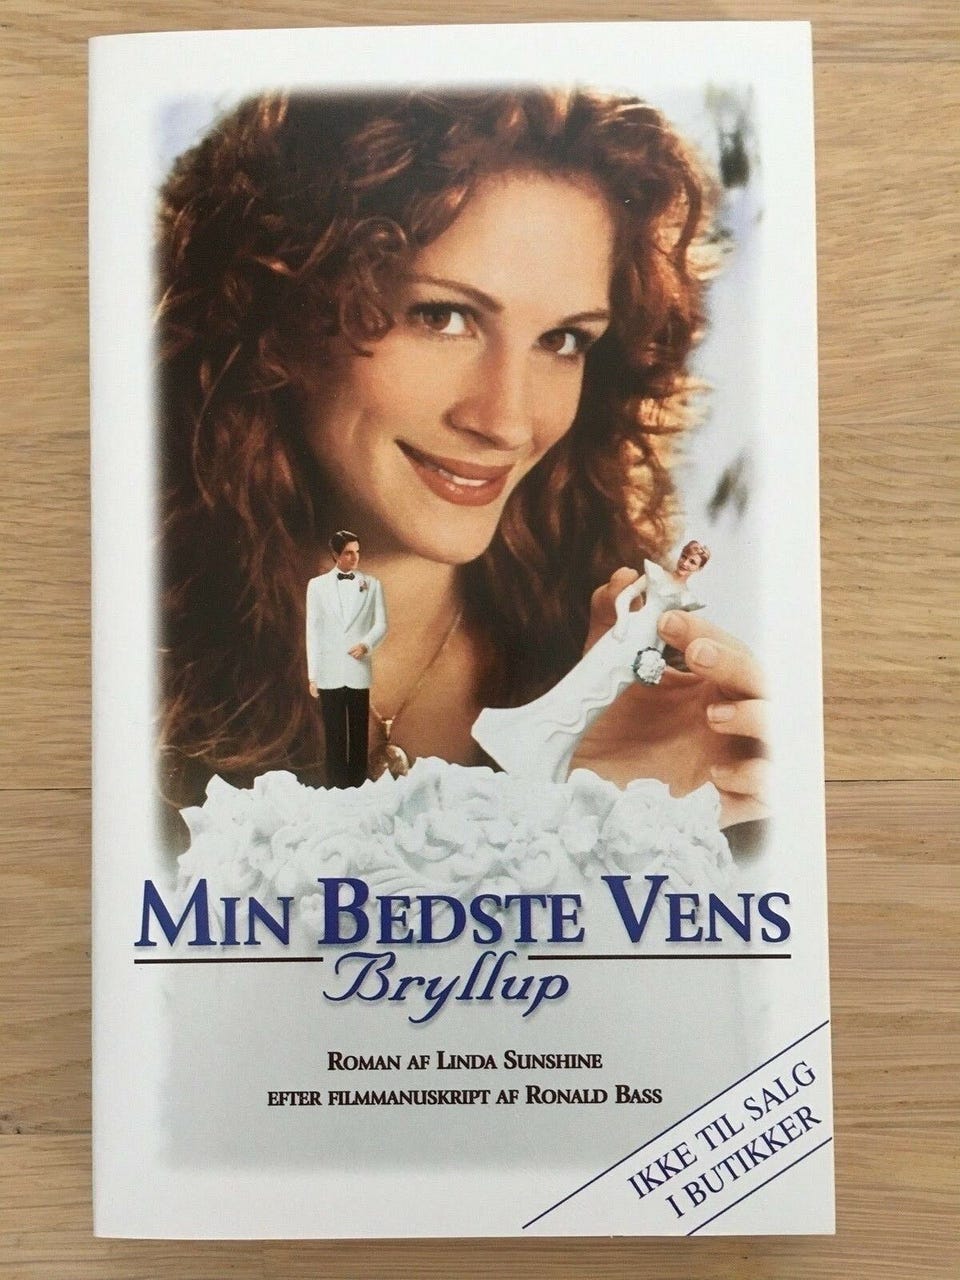 MIN BEDSTE VENS
Bryllup
ROMAN AF LINDA SUNSHINE
EFTER FILMMANUSKRIPT AF RONALD BASS
IKKE TIL SALG
I BUTIKKER